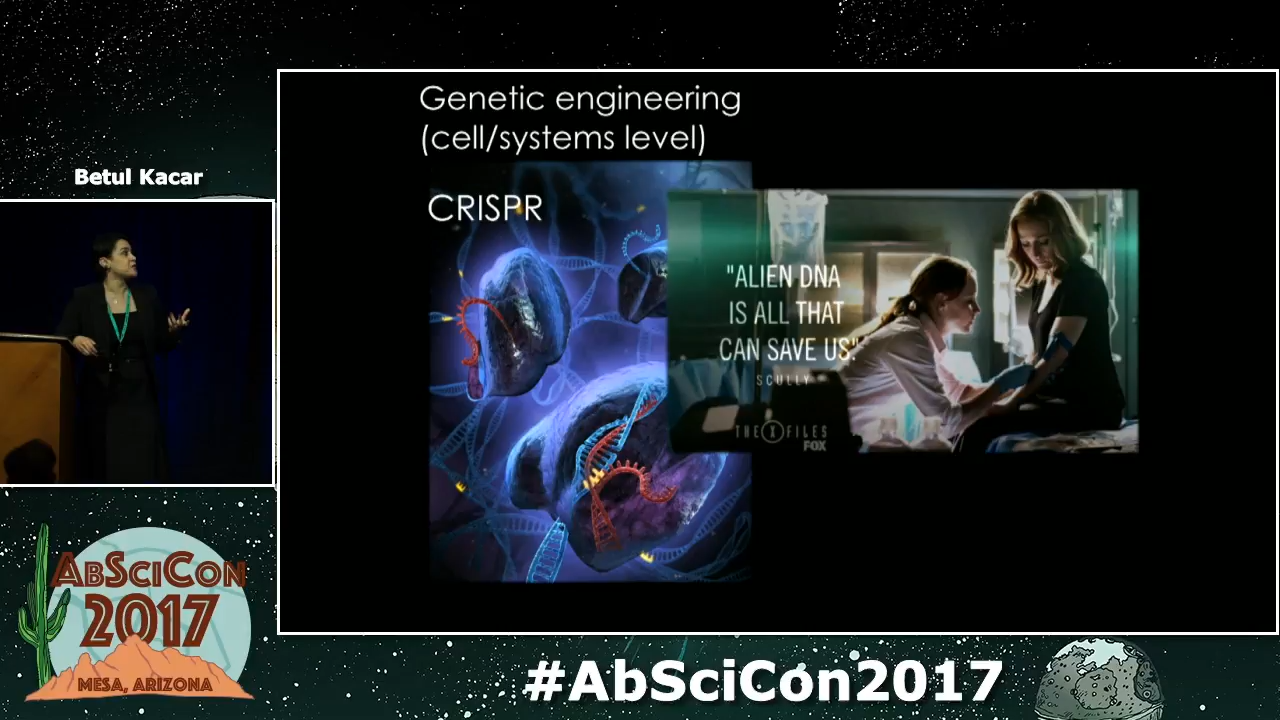 Betul Kacar
AbSciCon
2017
MESA, ARIZONA
Genetic engineering
(cell/systems level)
CRISPR
"ALIEN DNA
IS ALL THAT
CAN SAVE US."
SCULLY
THE X FILES
FOX
#AbSciCon2017